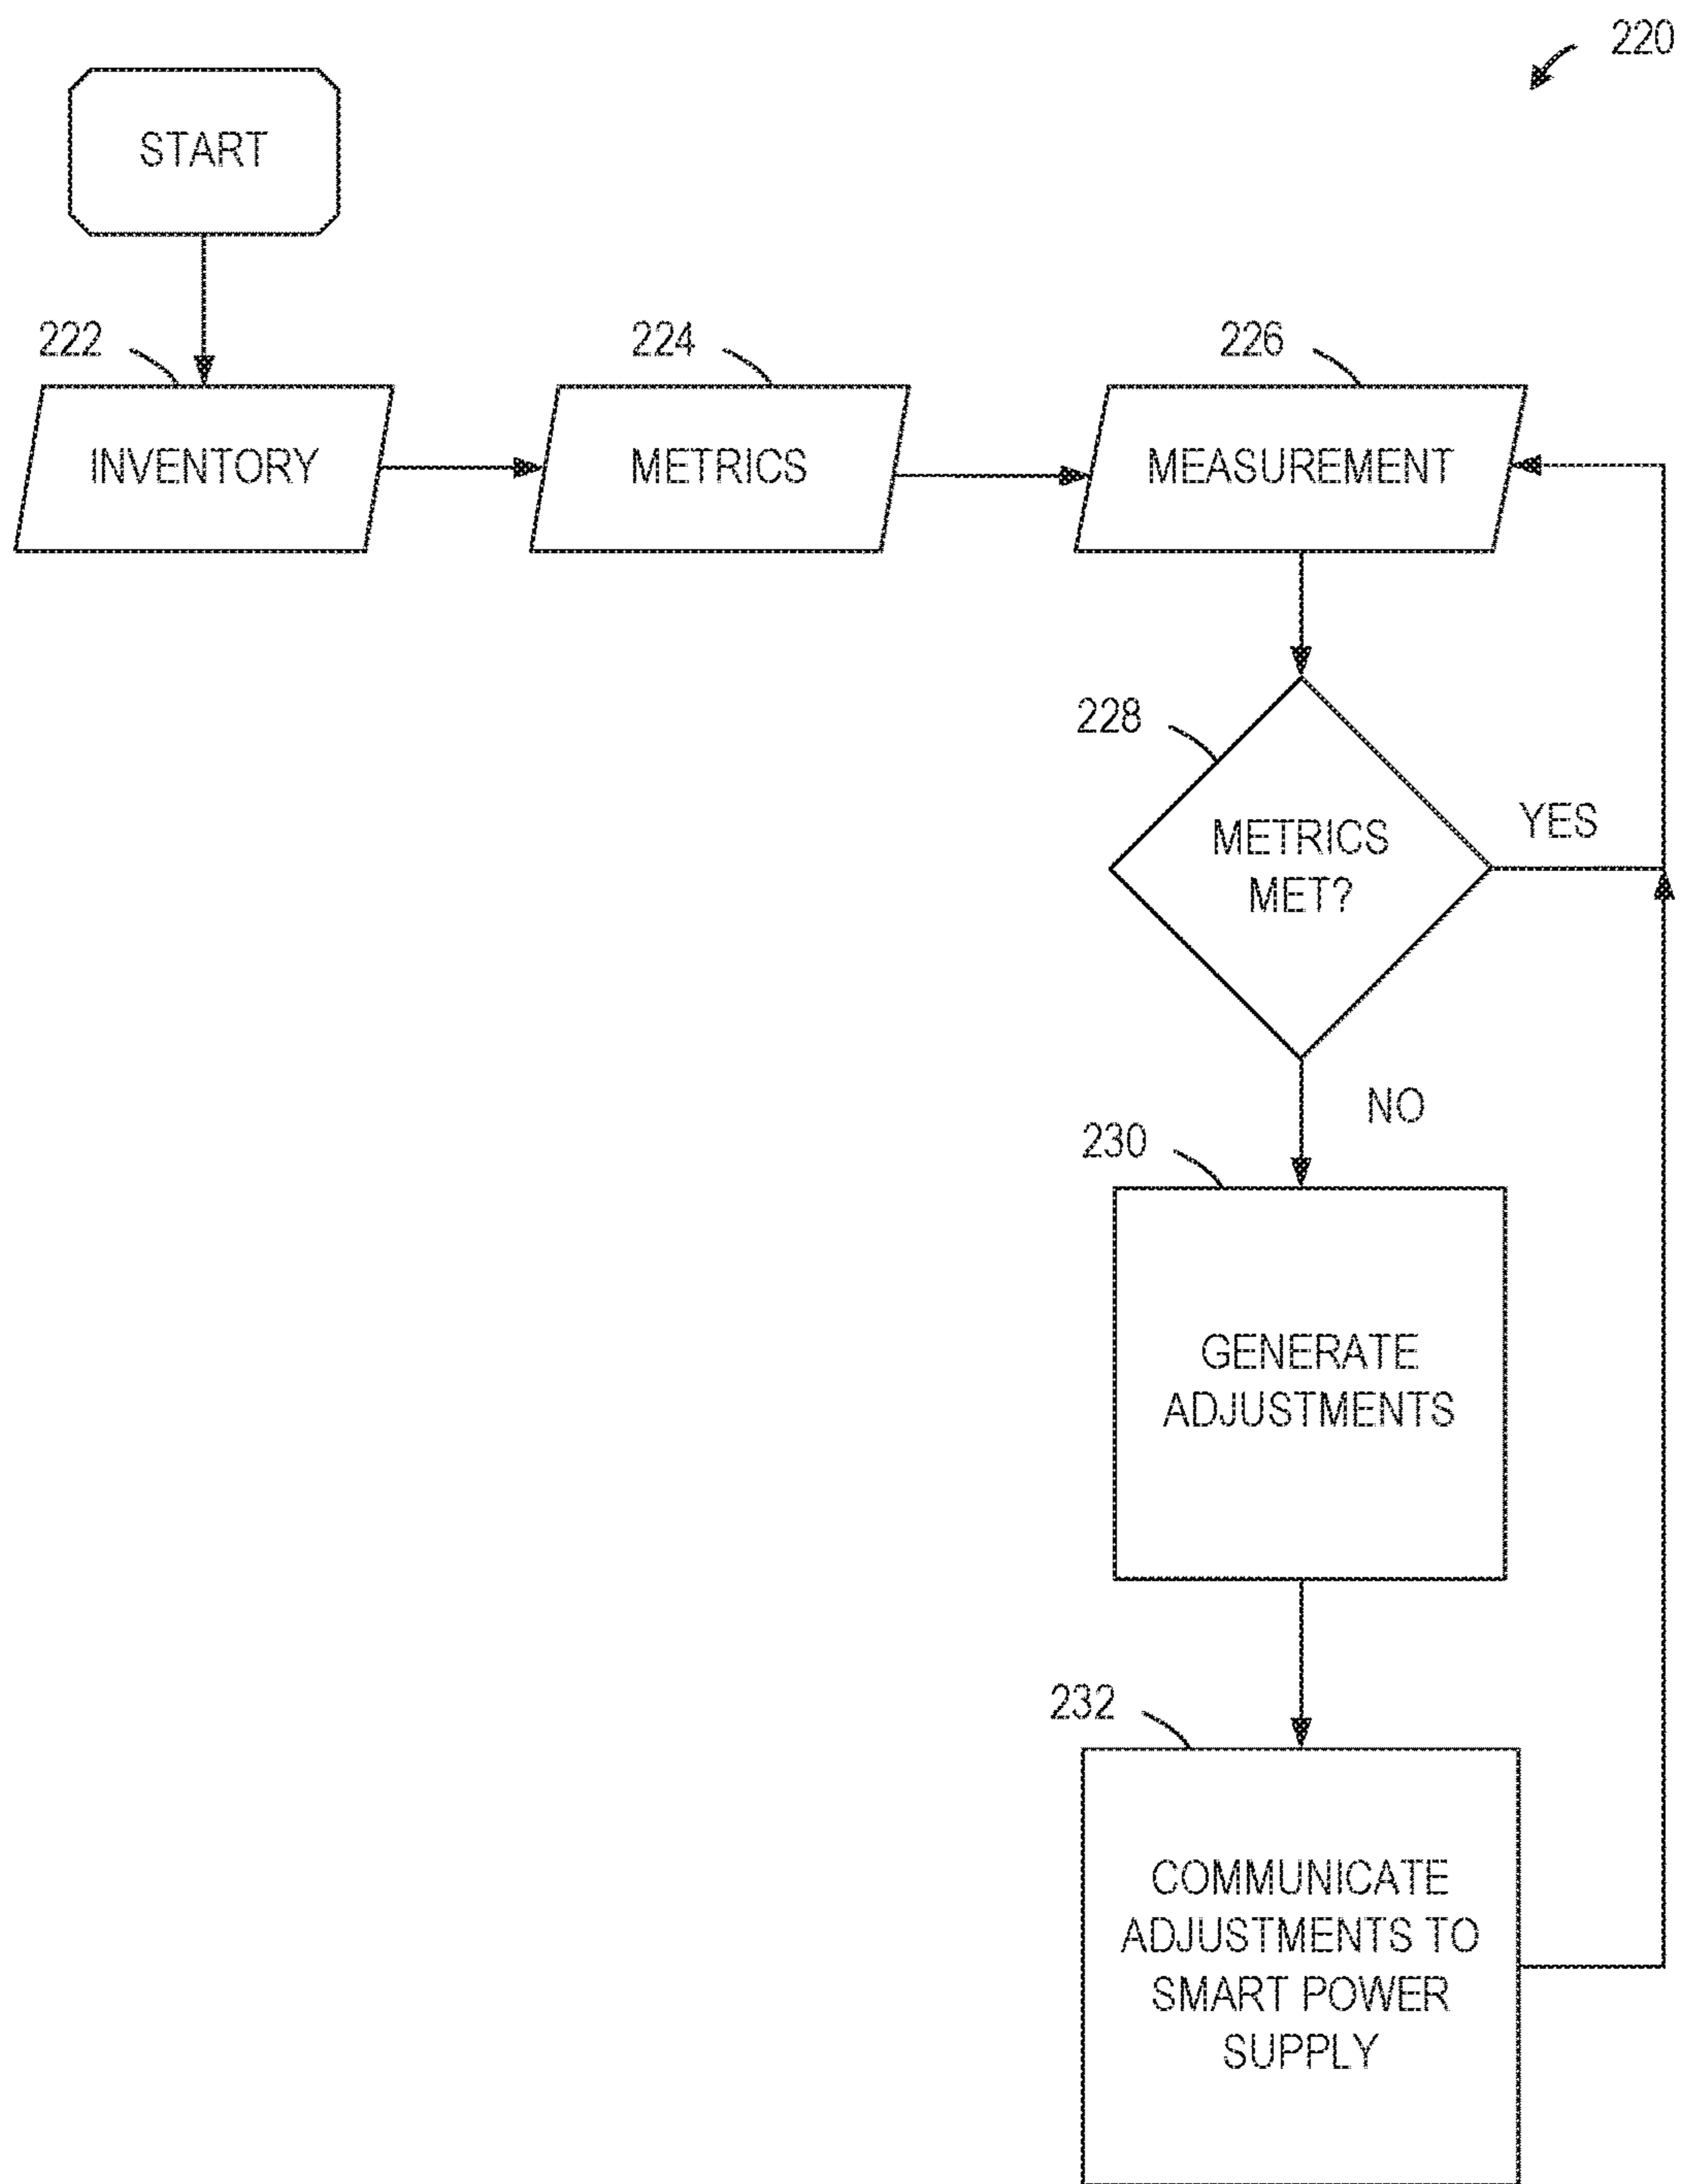 220
START
222
224
226
INVENTORY
METRICS
MEASUREMENT
228
METRICS
MET?
YES
NO
230
GENERATE
ADJUSTMENTS
232
COMMUNICATE
ADJUSTMENTS TO
SMART POWER
SUPPLY